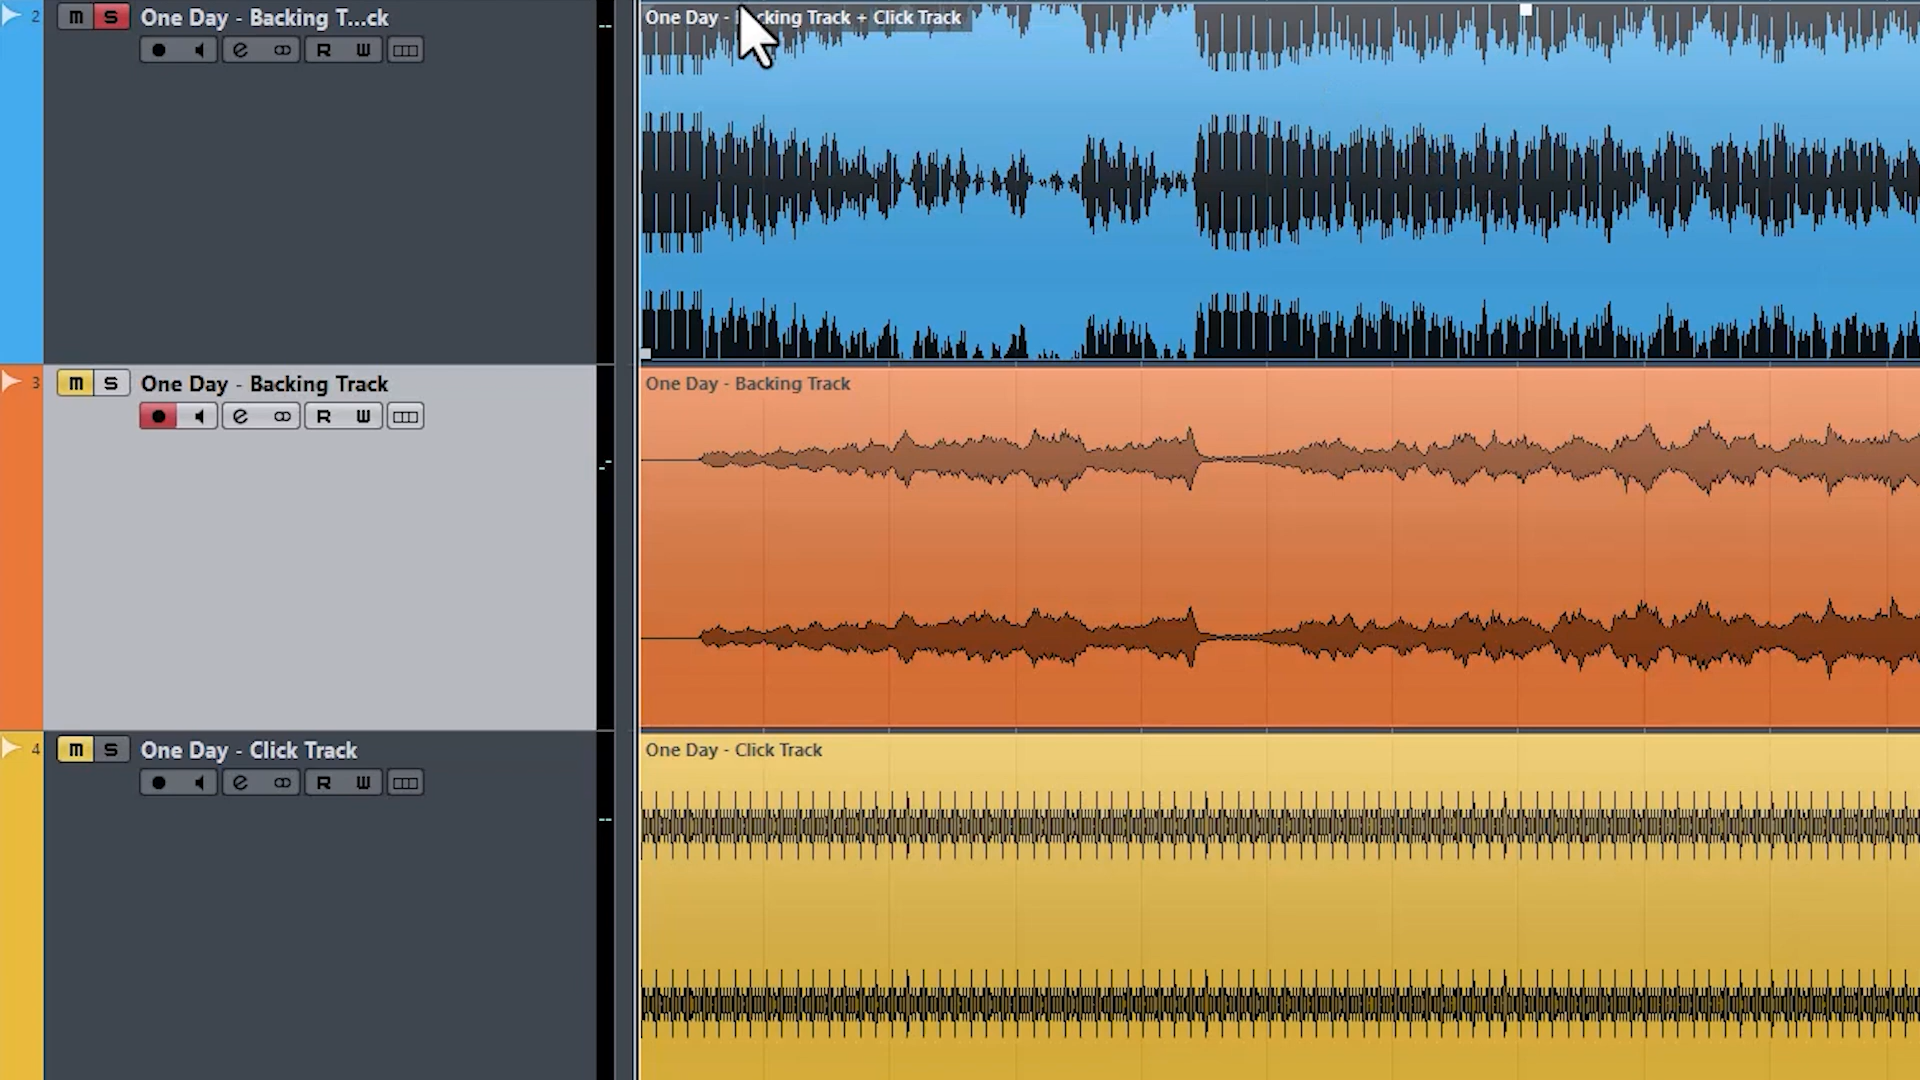 2 m S One Day - Backing T...ck
R W
One Day - Backing Track + Click Track
3 m S One Day - Backing Track
R W
One Day - Backing Track
4 m S One Day - Click Track
R W
One Day - Click Track